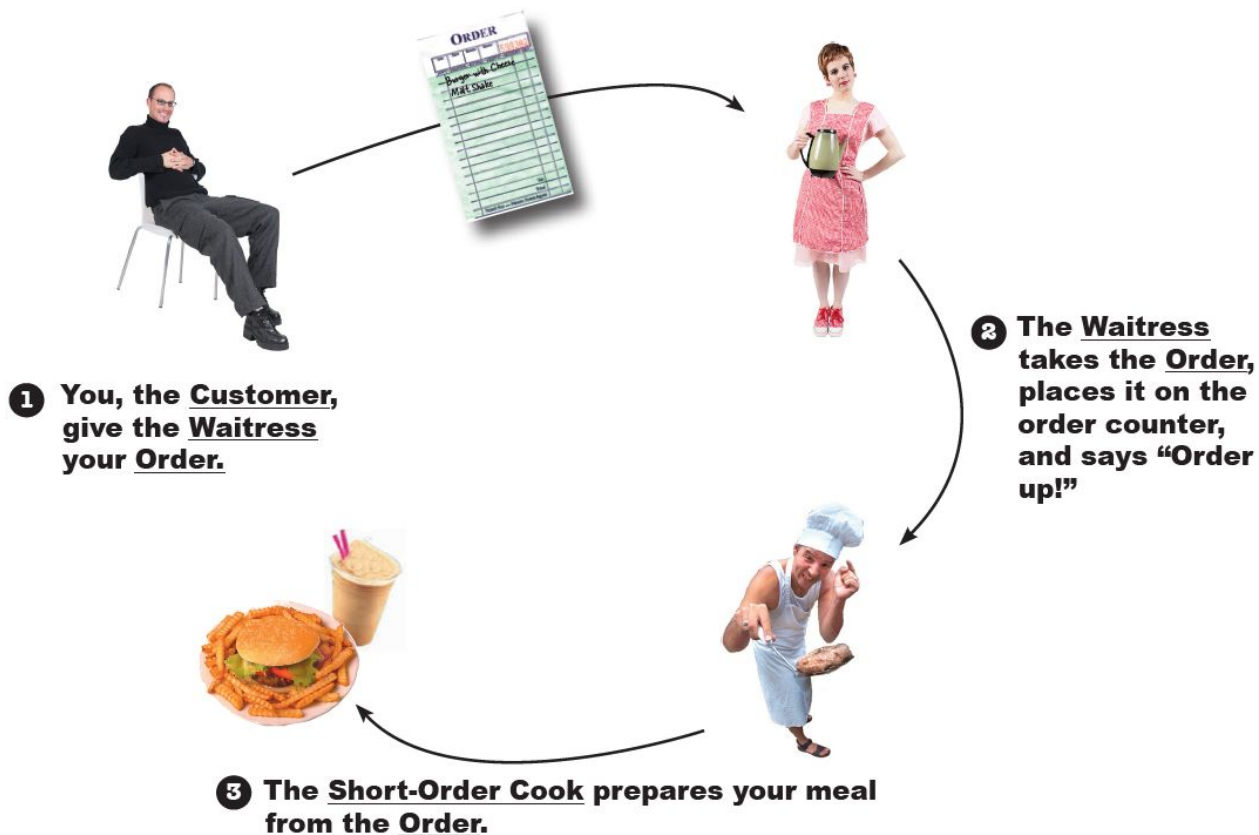 ORDER
Burger with Cheese
Malt Shake
1 You, the Customer,
give the Waitress
your Order.
2 The Waitress
takes the Order,
places it on the
order counter,
and says “Order
up!”
3 The Short-Order Cook prepares your meal
from the Order.